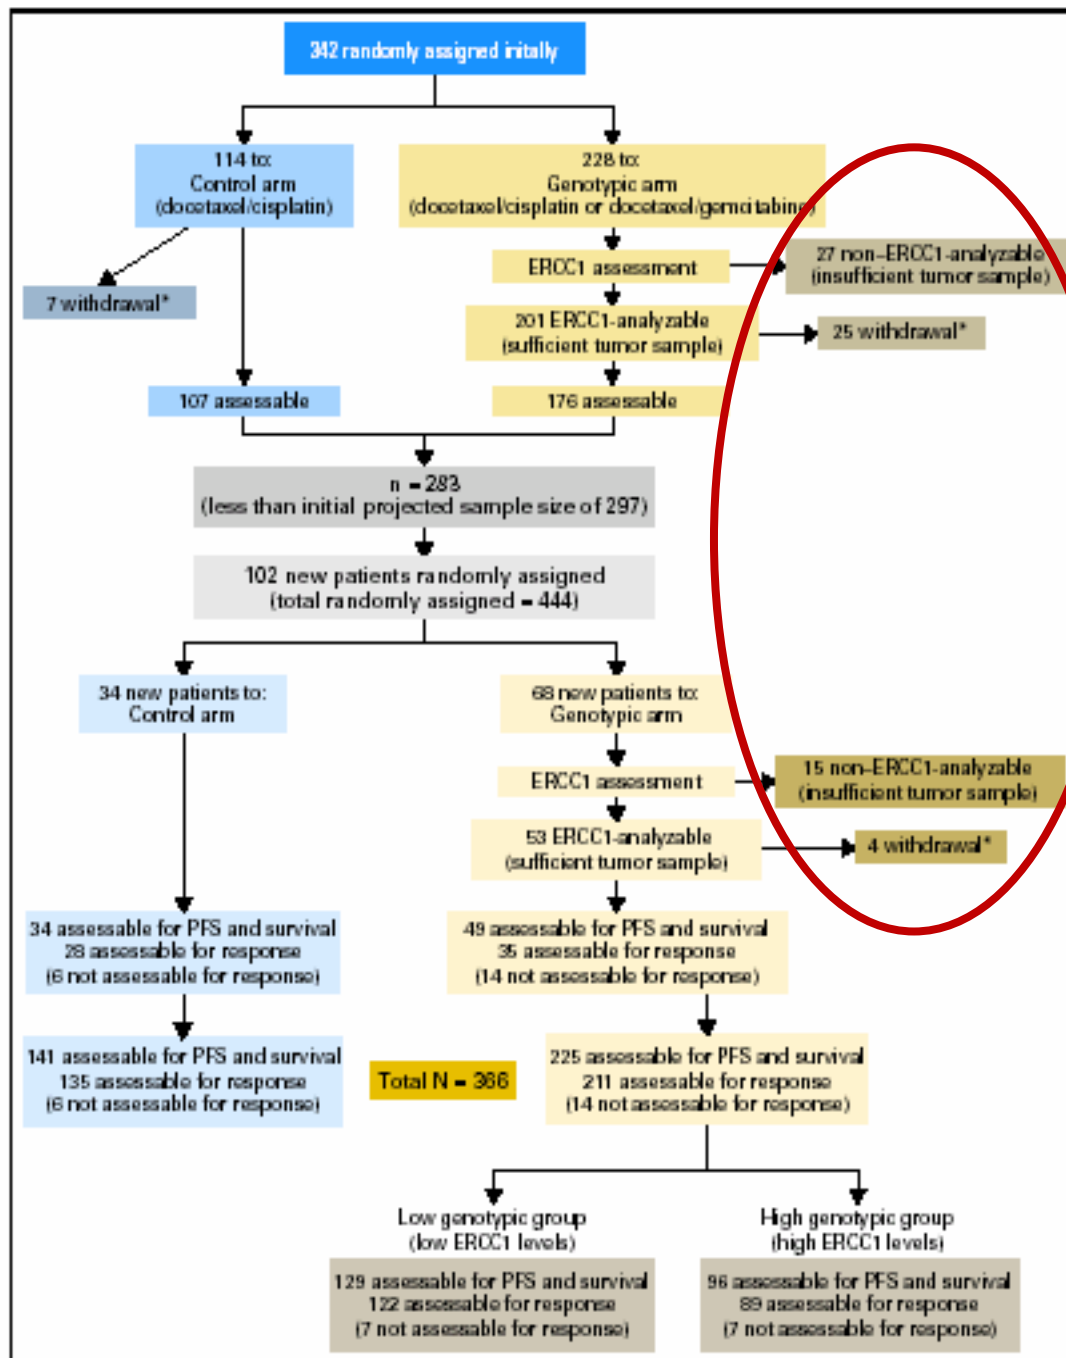 342 randomly assigned initally
114 to:
Control arm
(docetaxel/cisplatin)
228 to:
Genotypic arm
(docetaxel/cisplatin or docetaxel/gemcitabine)
7 withdrawal*
ERCC1 assessment
27 non–ERCC1-analyzable
(insufficient tumor sample)
201 ERCC1-analyzable
(sufficient tumor sample)
25 withdrawal*
107 assessable
176 assessable
n = 283
(less than initial projected sample size of 297)
102 new patients randomly assigned
(total randomly assigned = 444)
34 new patients to:
Control arm
68 new patients to:
Genotypic arm
ERCC1 assessment
15 non–ERCC1-analyzable
(insufficient tumor sample)
53 ERCC1-analyzable
(sufficient tumor sample)
4 withdrawal*
34 assessable for PFS and survival
28 assessable for response
(6 not assessable for response)
49 assessable for PFS and survival
35 assessable for response
(14 not assessable for response)
141 assessable for PFS and survival
135 assessable for response
(6 not assessable for response)
Total N = 366
225 assessable for PFS and survival
211 assessable for response
(14 not assessable for response)
Low genotypic group
(low ERCC1 levels)
High genotypic group
(high ERCC1 levels)
129 assessable for PFS and survival
122 assessable for response
(7 not assessable for response)
96 assessable for PFS and survival
89 assessable for response
(7 not assessable for response)